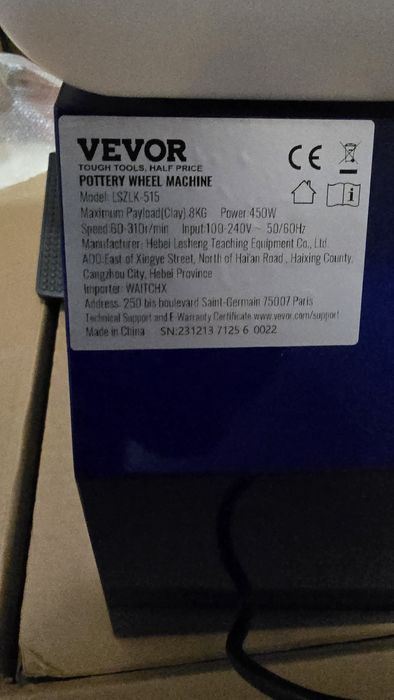 VEVOR
TOUGH TOOLS, HALF PRICE
POTTERY WHEEL MACHINE
Model: LSZLK-515
Maximum Payload(Clay):8KG Power:450W
Speed:60-310r/min Input:100-240V~ 50/60Hz
Manufacturer: Hebei Lesheng Teaching Equipment Co., Ltd.
ADD:East of Xingye Street, North of Hai'an Road, Haixing County,
Cangzhou City, Hebei Province
Importer: WAITCHX
Address: 250 bis boulevard Saint-Germain 75007 Paris
Technical Support and E-Warranty Certificate www.vevor.com/support
Made in China SN:231213 7125 6 0022
CE